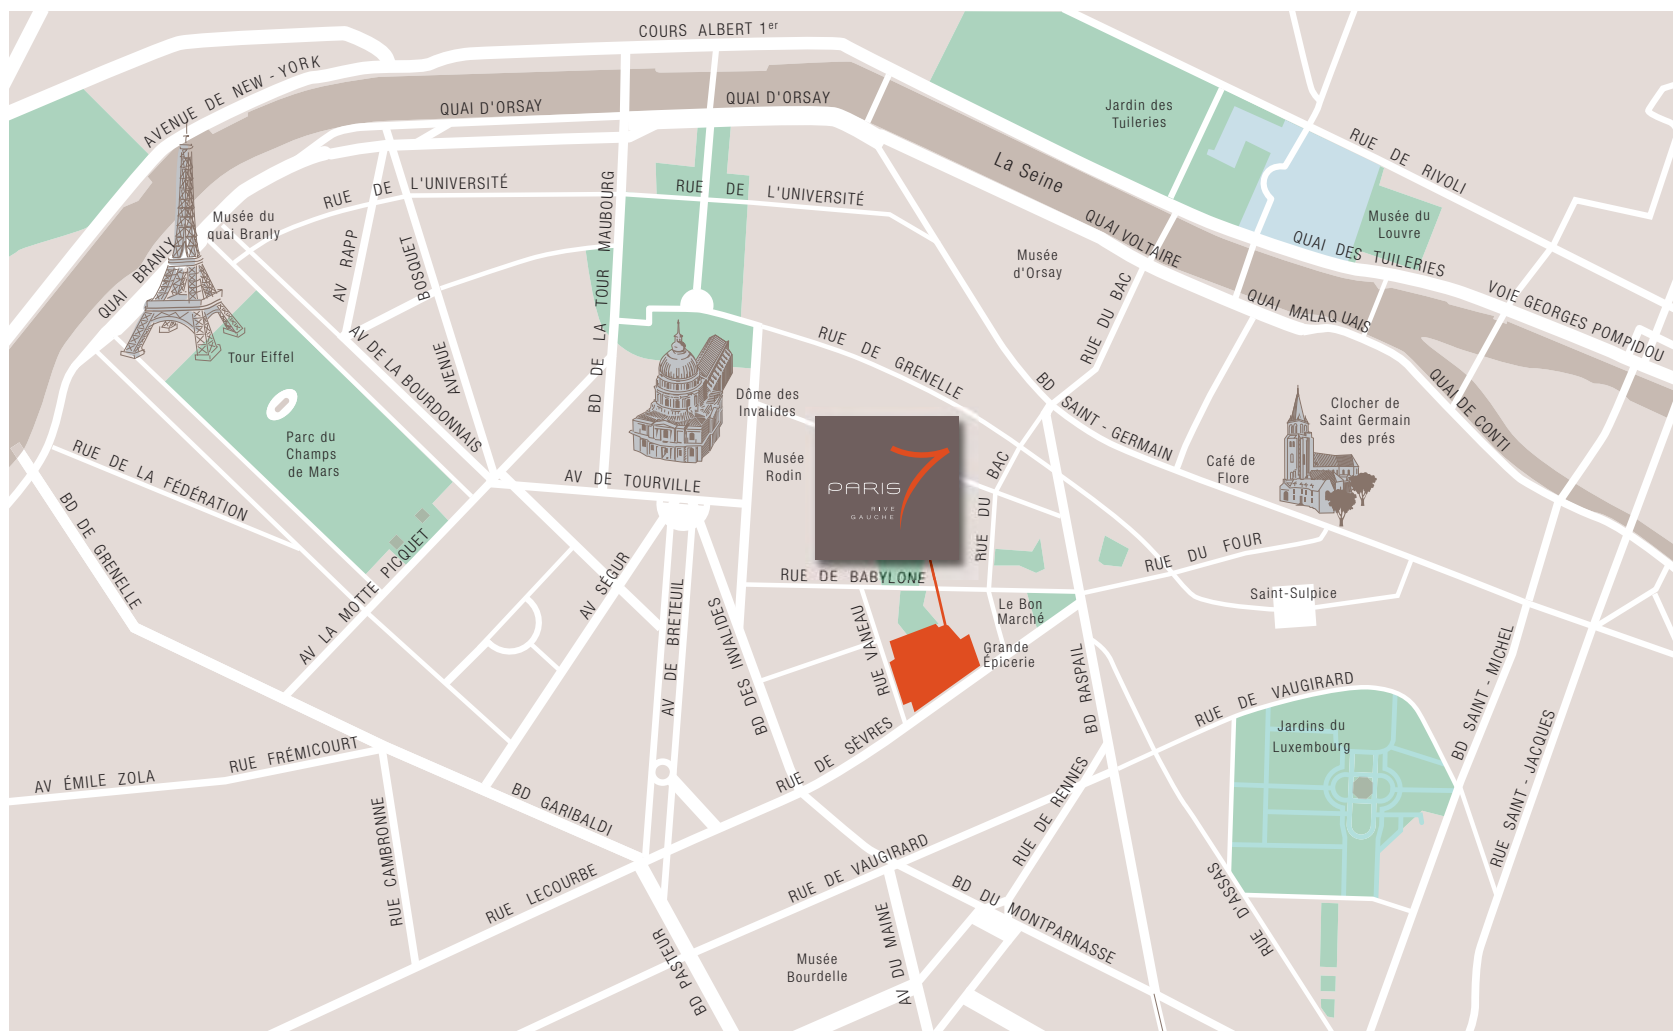 COURS ALBERT 1er
AVENUE DE NEW - YORK
QUAI D'ORSAY
QUAI D'ORSAY
Jardin des
Tuileries
RUE DE RIVOLI
La Seine
RUE DE L'UNIVERSITÉ
RUE DE L'UNIVERSITÉ
Musée du
quai Branly
QUAI BRANLY
AV RAPP
AVENUE BOSQUET
BD DE LA TOUR MAUBOURG
QUAI VOLTAIRE
Musée du
Louvre
QUAI DES TUILERIES
Musée
d'Orsay
RUE DU BAC
QUAI MALAQUAIS
VOIE GEORGES POMPIDOU
Tour Eiffel
AV DE LA BOURDONNAIS
RUE DE GRENELLE
Dôme des
Invalides
BD SAINT - GERMAIN
QUAI DE CONTI
Clocher de
Saint Germain
des prés
Parc du
Champs
de Mars
RUE DE LA FÉDÉRATION
Musée
Rodin
Café de
Flore
AV DE TOURVILLE
PARIS 7
RIVE
GAUCHE
RUE DU BAC
BD DE GRENELLE
AV LA MOTTE PICQUET
AV SÉGUR
RUE DE BABYLONE
RUE DU FOUR
Saint-Sulpice
AV DE BRETEUIL
BD DES INVALIDES
RUE VANEAU
Le Bon
Marché
Grande
Épicerie
BD RASPAIL
BD SAINT - MICHEL
RUE DE VAUGIRARD
Jardins du
Luxembourg
RUE SAINT - JACQUES
AV ÉMILE ZOLA
RUE FRÉMICOURT
RUE DE SÈVRES
BD GARIBALDI
RUE CAMBRONNE
RUE LECOURBE
RUE DE VAUGIRARD
RUE DE RENNES
RUE D'ASSAS
BD DU MONTPARNASSE
BD PASTEUR
Musée
Bourdelle
AV DU MAINE